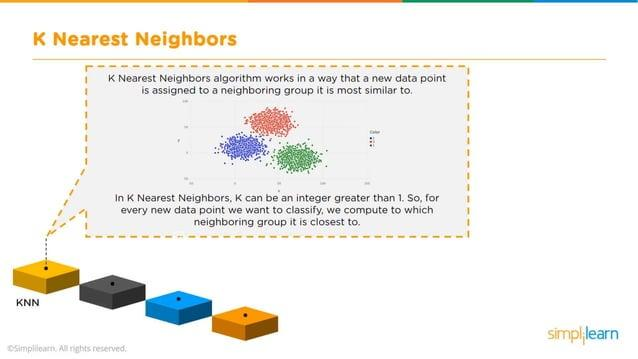 K Nearest Neighbors
K Nearest Neighbors algorithm works in a way that a new data point
is assigned to a neighboring group it is most similar to.
Color
In K Nearest Neighbors, K can be an integer greater than 1. So, for
every new data point we want to classify, we compute to which
neighboring group it is closest to.
KNN
©Simplilearn. All rights reserved.
simplilearn